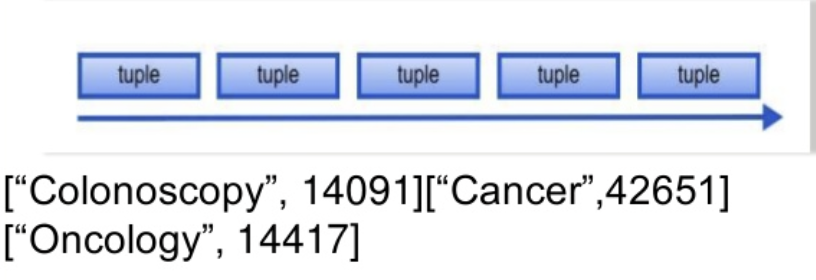 tuple tuple tuple tuple tuple
[“Colonoscopy”, 14091][“Cancer”,42651]
[“Oncology”, 14417]